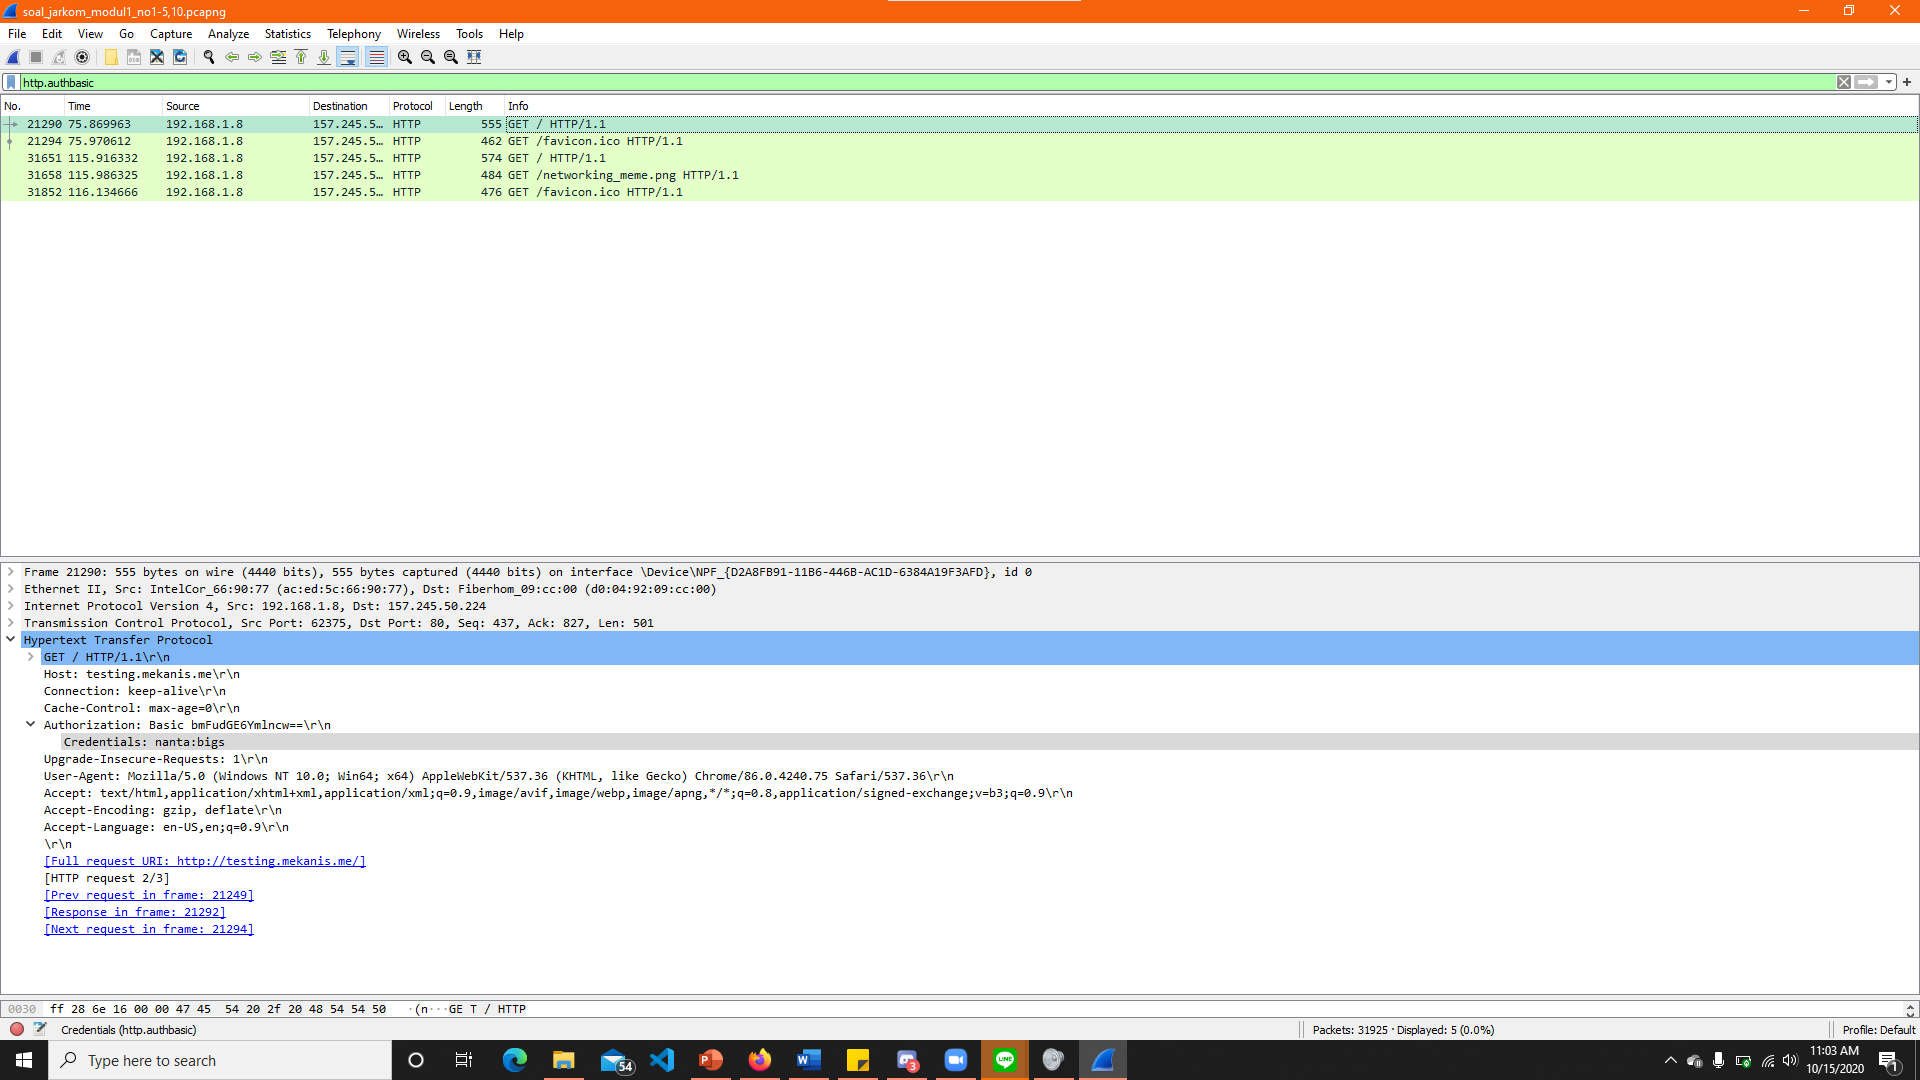 soal_jarkom_modul1_no1-5,10.pcapng
File Edit View Go Capture Analyze Statistics Telephony Wireless Tools Help
http.authbasic
No. Time Source Destination Protocol Length Info
21290 75.869963 192.168.1.8 157.245.5… HTTP 555 GET / HTTP/1.1
21294 75.970612 192.168.1.8 157.245.5… HTTP 462 GET /favicon.ico HTTP/1.1
31651 115.916332 192.168.1.8 157.245.5… HTTP 574 GET / HTTP/1.1
31658 115.986325 192.168.1.8 157.245.5… HTTP 484 GET /networking_meme.png HTTP/1.1
31852 116.134666 192.168.1.8 157.245.5… HTTP 476 GET /favicon.ico HTTP/1.1
Frame 21290: 555 bytes on wire (4440 bits), 555 bytes captured (4440 bits) on interface \Device\NPF_{D2A8FB91-11B6-446B-AC1D-6384A19F3AFD}, id 0
Ethernet II, Src: IntelCor_66:90:77 (ac:ed:5c:66:90:77), Dst: Fiberhom_09:cc:00 (d0:04:92:09:cc:00)
Internet Protocol Version 4, Src: 192.168.1.8, Dst: 157.245.50.224
Transmission Control Protocol, Src Port: 62375, Dst Port: 80, Seq: 437, Ack: 827, Len: 501
Hypertext Transfer Protocol
GET / HTTP/1.1\r\n
Host: testing.mekanis.me\r\n
Connection: keep-alive\r\n
Cache-Control: max-age=0\r\n
Authorization: Basic bmFudGE6Ymlncw==\r\n
Credentials: nanta:bigs
Upgrade-Insecure-Requests: 1\r\n
User-Agent: Mozilla/5.0 (Windows NT 10.0; Win64; x64) AppleWebKit/537.36 (KHTML, like Gecko) Chrome/86.0.4240.75 Safari/537.36\r\n
Accept: text/html,application/xhtml+xml,application/xml;q=0.9,image/avif,image/webp,image/apng,*/*;q=0.8,application/signed-exchange;v=b3;q=0.9\r\n
Accept-Encoding: gzip, deflate\r\n
Accept-Language: en-US,en;q=0.9\r\n
\r\n
[Full request URI: http://testing.mekanis.me/]
[HTTP request 2/3]
[Prev request in frame: 21249]
[Response in frame: 21292]
[Next request in frame: 21294]
0030 ff 28 6e 16 00 00 47 45 54 20 2f 20 48 54 54 50 ·(n···GE T / HTTP
Credentials (http.authbasic) Packets: 31925 · Displayed: 5 (0.0%) Profile: Default
Type here to search 54 3 LINE 11:03 AM
10/15/2020 1